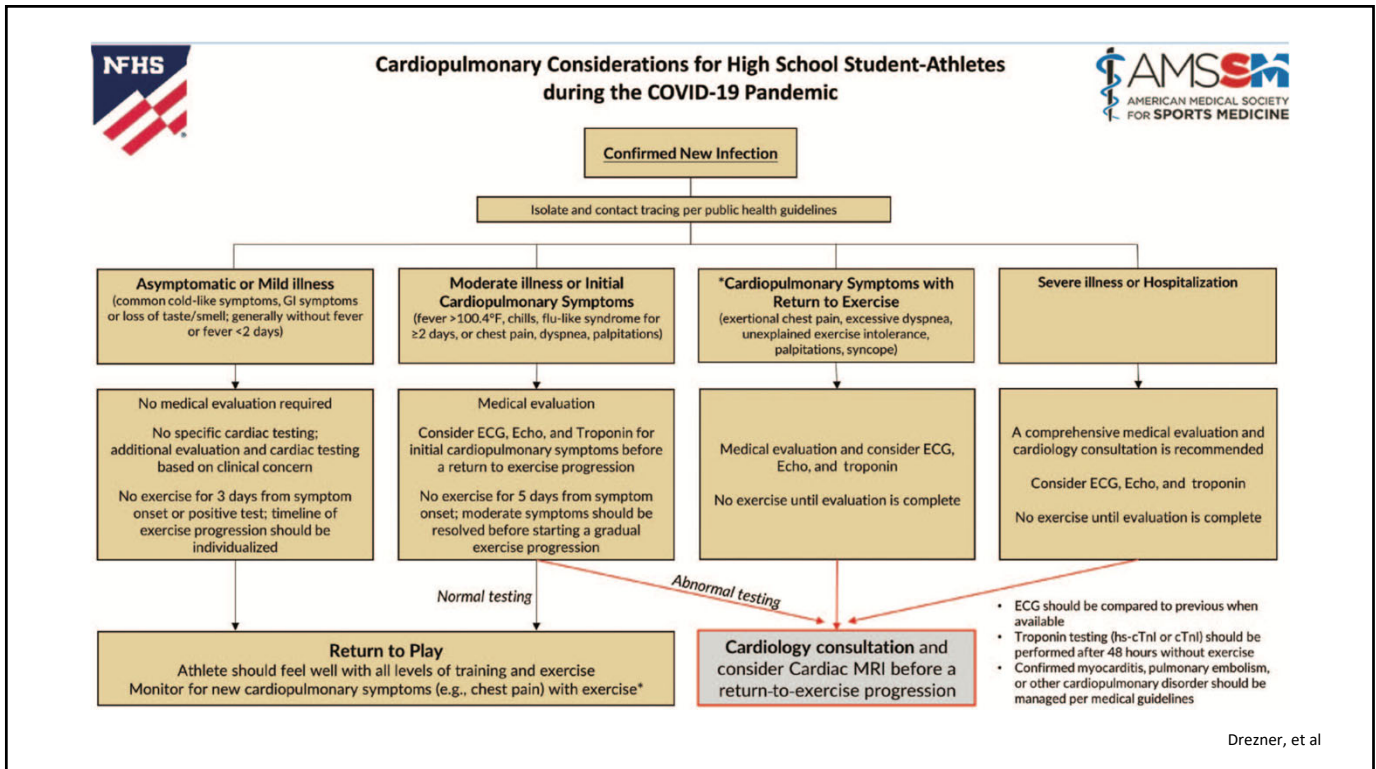 NFHS
Cardiopulmonary Considerations for High School Student-Athletes
during the COVID-19 Pandemic
AMSSM
AMERICAN MEDICAL SOCIETY
FOR SPORTS MEDICINE
Confirmed New Infection
Isolate and contact tracing per public health guidelines
Asymptomatic or Mild illness
(common cold-like symptoms, GI symptoms
or loss of taste/smell; generally without fever
or fever <2 days)
Moderate illness or Initial
Cardiopulmonary Symptoms
(fever >100.4°F, chills, flu-like syndrome for
≥2 days, or chest pain, dyspnea, palpitations)
*Cardiopulmonary Symptoms with
Return to Exercise
(exertional chest pain, excessive dyspnea,
unexplained exercise intolerance,
palpitations, syncope)
Severe illness or Hospitalization
No medical evaluation required
No specific cardiac testing;
additional evaluation and cardiac testing
based on clinical concern
No exercise for 3 days from symptom
onset or positive test; timeline of
exercise progression should be
individualized
Medical evaluation
Consider ECG, Echo, and Troponin for
initial cardiopulmonary symptoms before
a return to exercise progression
No exercise for 5 days from symptom
onset; moderate symptoms should be
resolved before starting a gradual
exercise progression
Medical evaluation and consider ECG,
Echo, and troponin
No exercise until evaluation is complete
A comprehensive medical evaluation and
cardiology consultation is recommended
Consider ECG, Echo, and troponin
No exercise until evaluation is complete
Normal testing
Abnormal testing
Return to Play
Athlete should feel well with all levels of training and exercise
Monitor for new cardiopulmonary symptoms (e.g., chest pain) with exercise*
Cardiology consultation and
consider Cardiac MRI before a
return-to-exercise progression
• ECG should be compared to previous when
available
• Troponin testing (hs-cTnI or cTnI) should be
performed after 48 hours without exercise
• Confirmed myocarditis, pulmonary embolism,
or other cardiopulmonary disorder should be
managed per medical guidelines
Drezner, et al